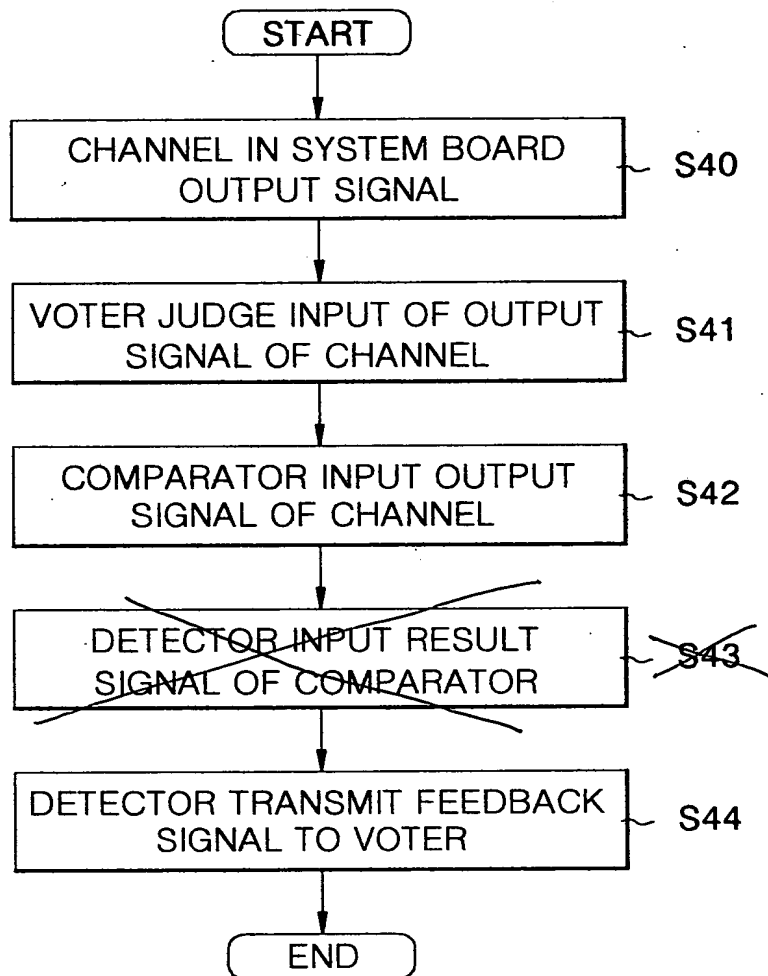 START
CHANNEL IN SYSTEM BOARD
OUTPUT SIGNAL
S40
VOTER JUDGE INPUT OF OUTPUT
SIGNAL OF CHANNEL
S41
COMPARATOR INPUT OUTPUT
SIGNAL OF CHANNEL
S42
DETECTOR INPUT RESULT
SIGNAL OF COMPARATOR
S43
DETECTOR TRANSMIT FEEDBACK
SIGNAL TO VOTER
S44
END